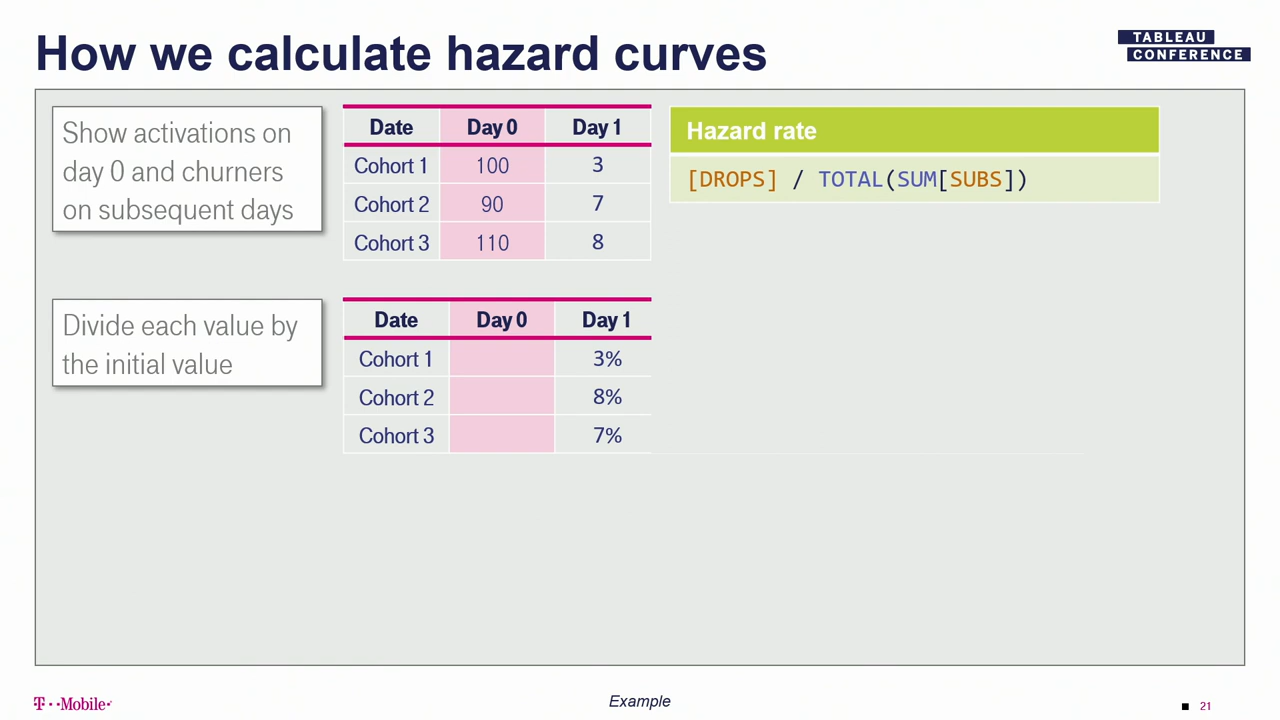 How we calculate hazard curves
TABLEAU
CONFERENCE
Show activations on
day 0 and churners
on subsequent days
Date Day 0 Day 1
Cohort 1 100 3
Cohort 2 90 7
Cohort 3 110 8
Hazard rate
[DROPS] / TOTAL(SUM[SUBS])
Divide each value by
the initial value
Date Day 0 Day 1
Cohort 1 3%
Cohort 2 8%
Cohort 3 7%
T··Mobile·
Example
21